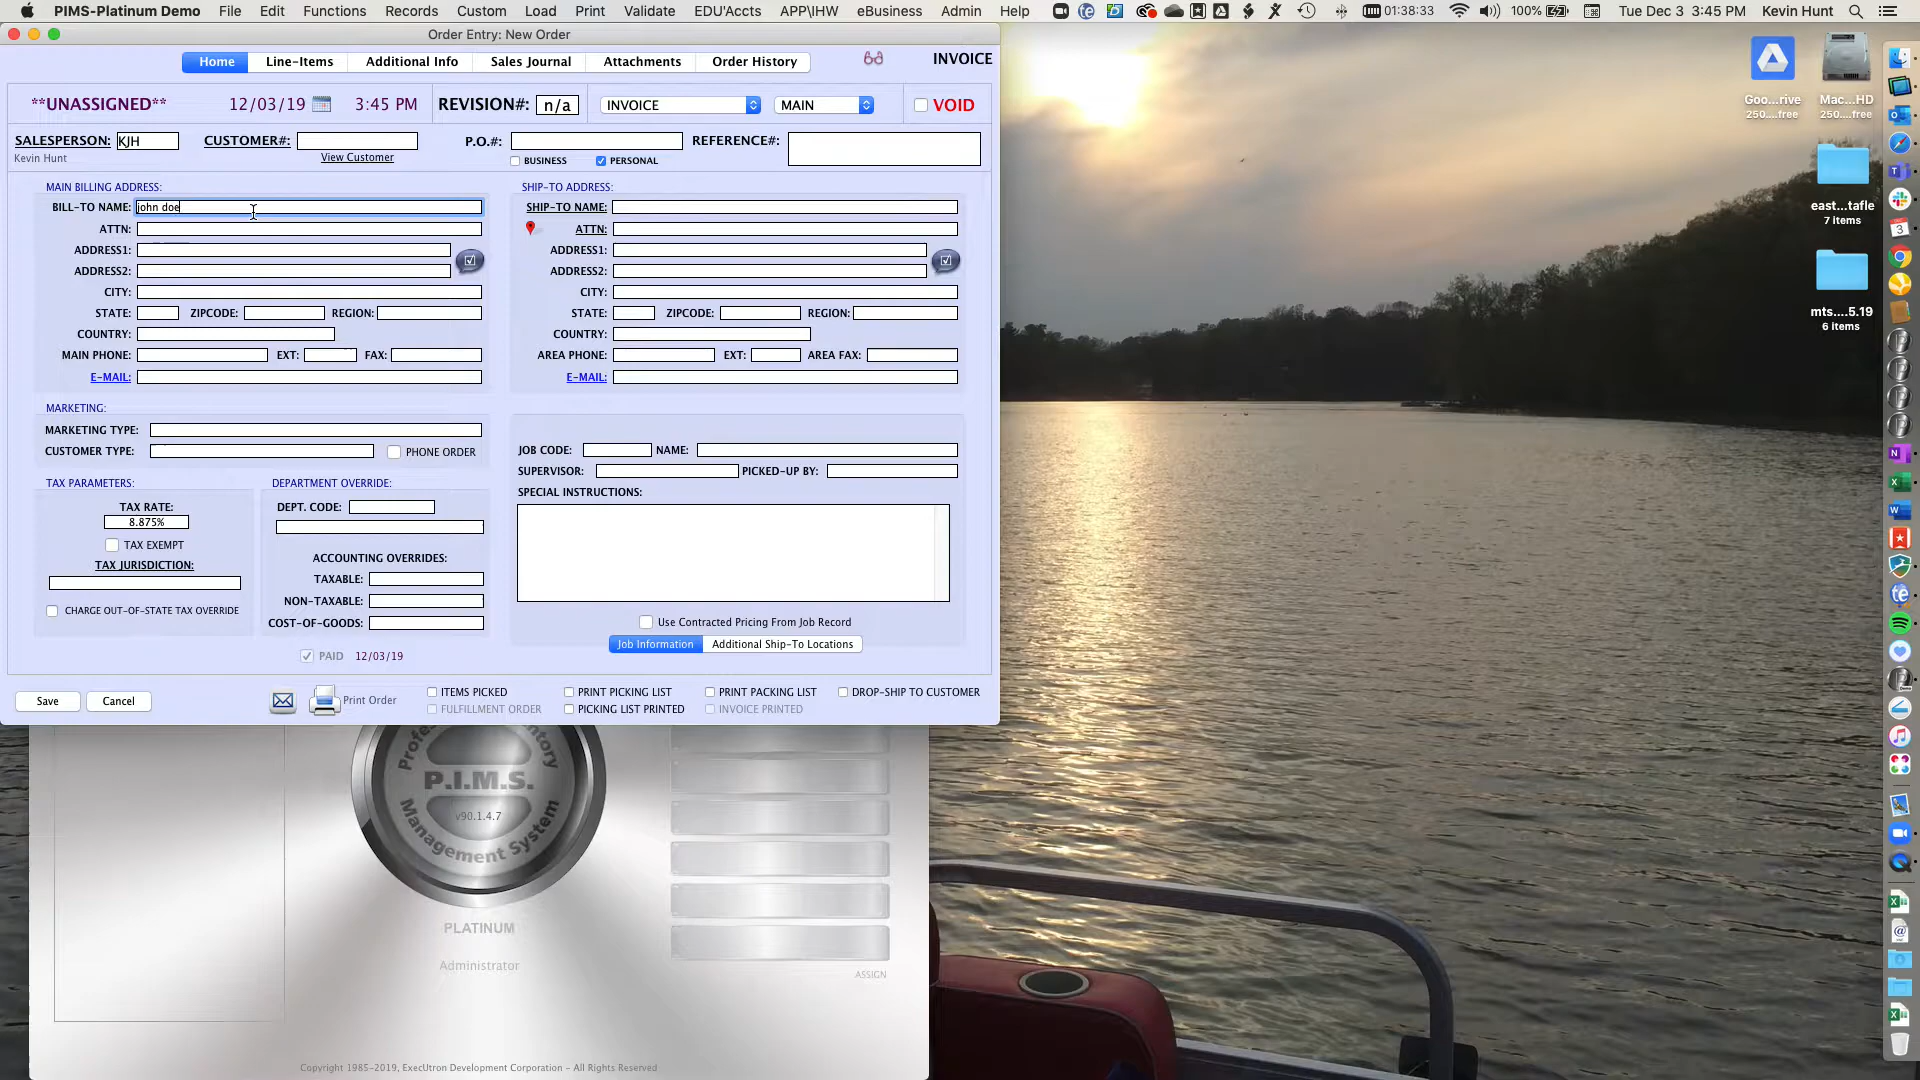 PIMS-Platinum Demo File Edit Functions Records Custom Load Print Validate EDU'Accts APP\IHW eBusiness Admin Help 01:38:33 100% Tue Dec 3 3:45 PM Kevin Hunt
Order Entry: New Order
Home Line-Items Additional Info Sales Journal Attachments Order History INVOICE
**UNASSIGNED** 12/03/19 3:45 PM REVISION#: n/a INVOICE MAIN VOID
SALESPERSON: KJH CUSTOMER#: P.O.#: REFERENCE#:
Kevin Hunt View Customer BUSINESS PERSONAL
MAIN BILLING ADDRESS: SHIP-TO ADDRESS:
BILL-TO NAME: john doe SHIP-TO NAME:
ATTN: ATTN:
ADDRESS1: ADDRESS1:
ADDRESS2: ADDRESS2:
CITY: CITY:
STATE: ZIPCODE: REGION: STATE: ZIPCODE: REGION:
COUNTRY: COUNTRY:
MAIN PHONE: EXT: FAX: AREA PHONE: EXT: AREA FAX:
E-MAIL: E-MAIL:
MARKETING:
MARKETING TYPE:
CUSTOMER TYPE: PHONE ORDER
JOB CODE: NAME:
SUPERVISOR: PICKED-UP BY:
SPECIAL INSTRUCTIONS:
TAX PARAMETERS: DEPARTMENT OVERRIDE:
TAX RATE: DEPT. CODE:
8.875%
TAX EXEMPT
ACCOUNTING OVERRIDES:
TAX JURISDICTION: TAXABLE:
NON-TAXABLE:
CHARGE OUT-OF-STATE TAX OVERRIDE COST-OF-GOODS:
Use Contracted Pricing From Job Record
Job Information Additional Ship-To Locations
PAID 12/03/19
Save Cancel Print Order
ITEMS PICKED PRINT PICKING LIST PRINT PACKING LIST DROP-SHIP TO CUSTOMER
FULFILLMENT ORDER PICKING LIST PRINTED INVOICE PRINTED
P.I.M.S.
v90.1.4.7
Management System
PLATINUM
Administrator
ASSIGN
Copyright 1985-2019, ExecUtron Development Corporation - All Rights Reserved
Goo...rive Mac...HD
250....free 250....free
east...tafle
7 items
mts....5.19
6 items